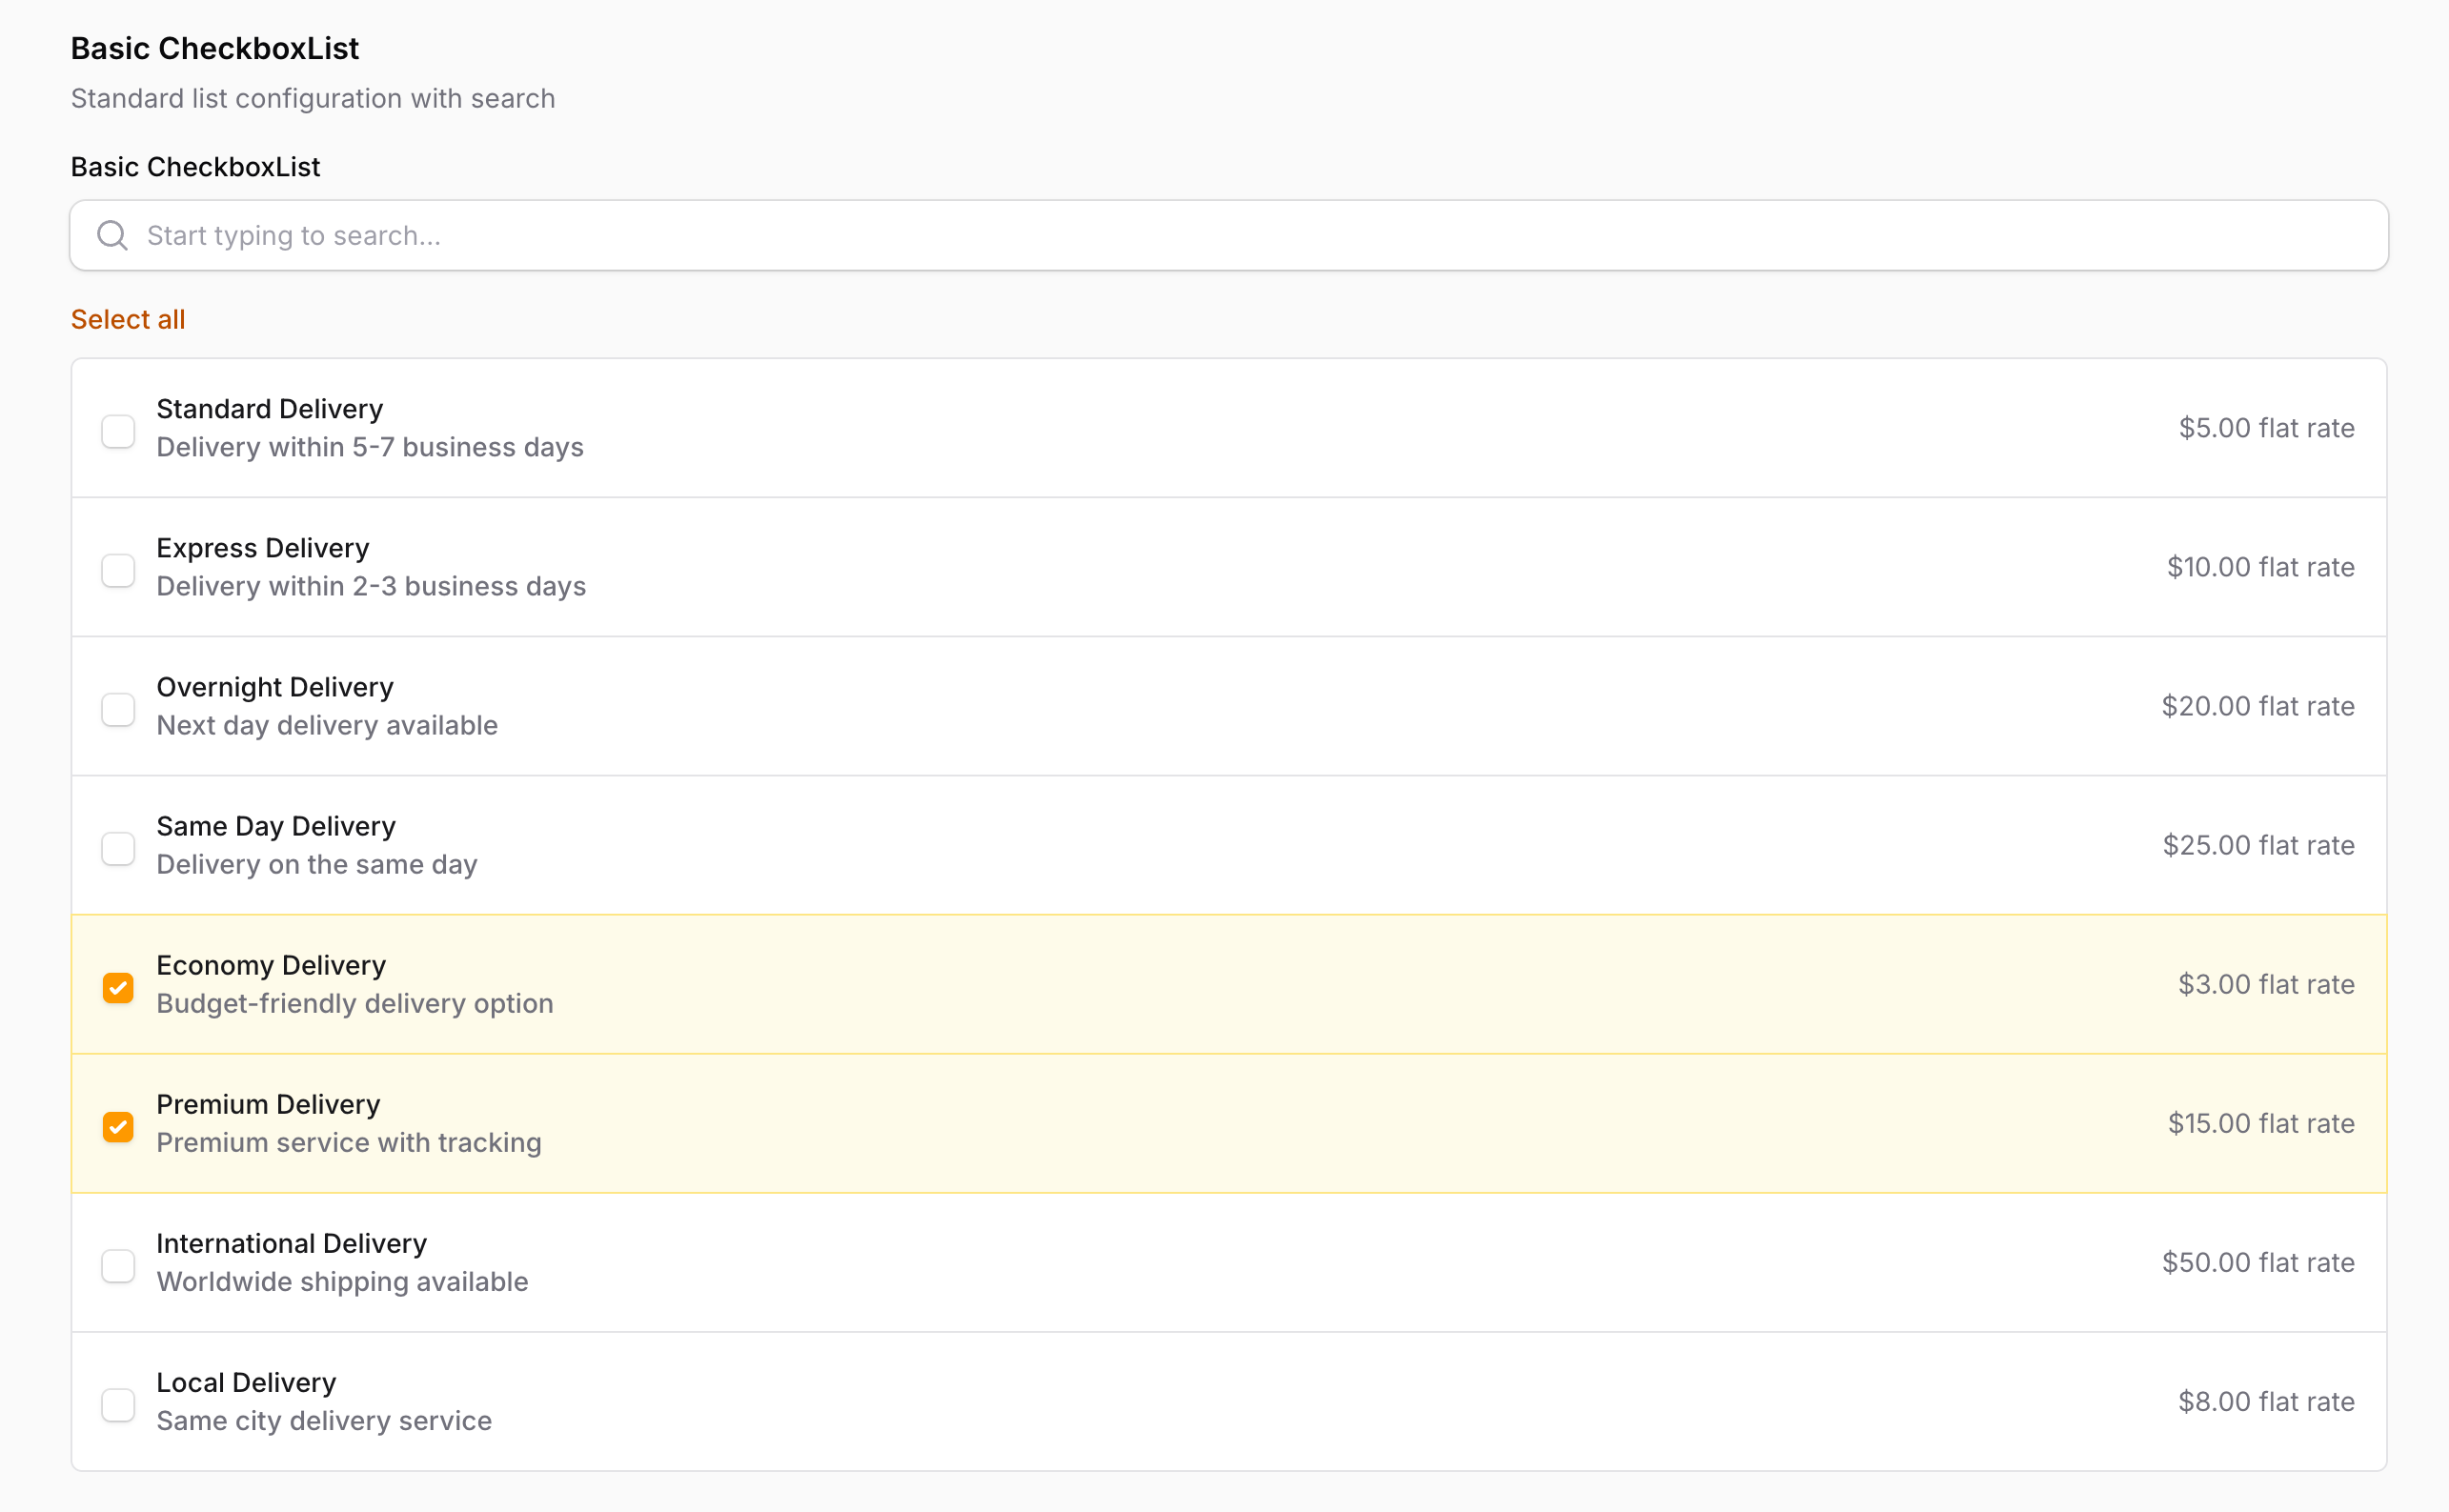 Basic CheckboxList
Standard list configuration with search
Basic CheckboxList
Start typing to search...
Select all
Standard Delivery
Delivery within 5-7 business days
$5.00 flat rate
Express Delivery
Delivery within 2-3 business days
$10.00 flat rate
Overnight Delivery
Next day delivery available
$20.00 flat rate
Same Day Delivery
Delivery on the same day
$25.00 flat rate
Economy Delivery
Budget-friendly delivery option
$3.00 flat rate
Premium Delivery
Premium service with tracking
$15.00 flat rate
International Delivery
Worldwide shipping available
$50.00 flat rate
Local Delivery
Same city delivery service
$8.00 flat rate